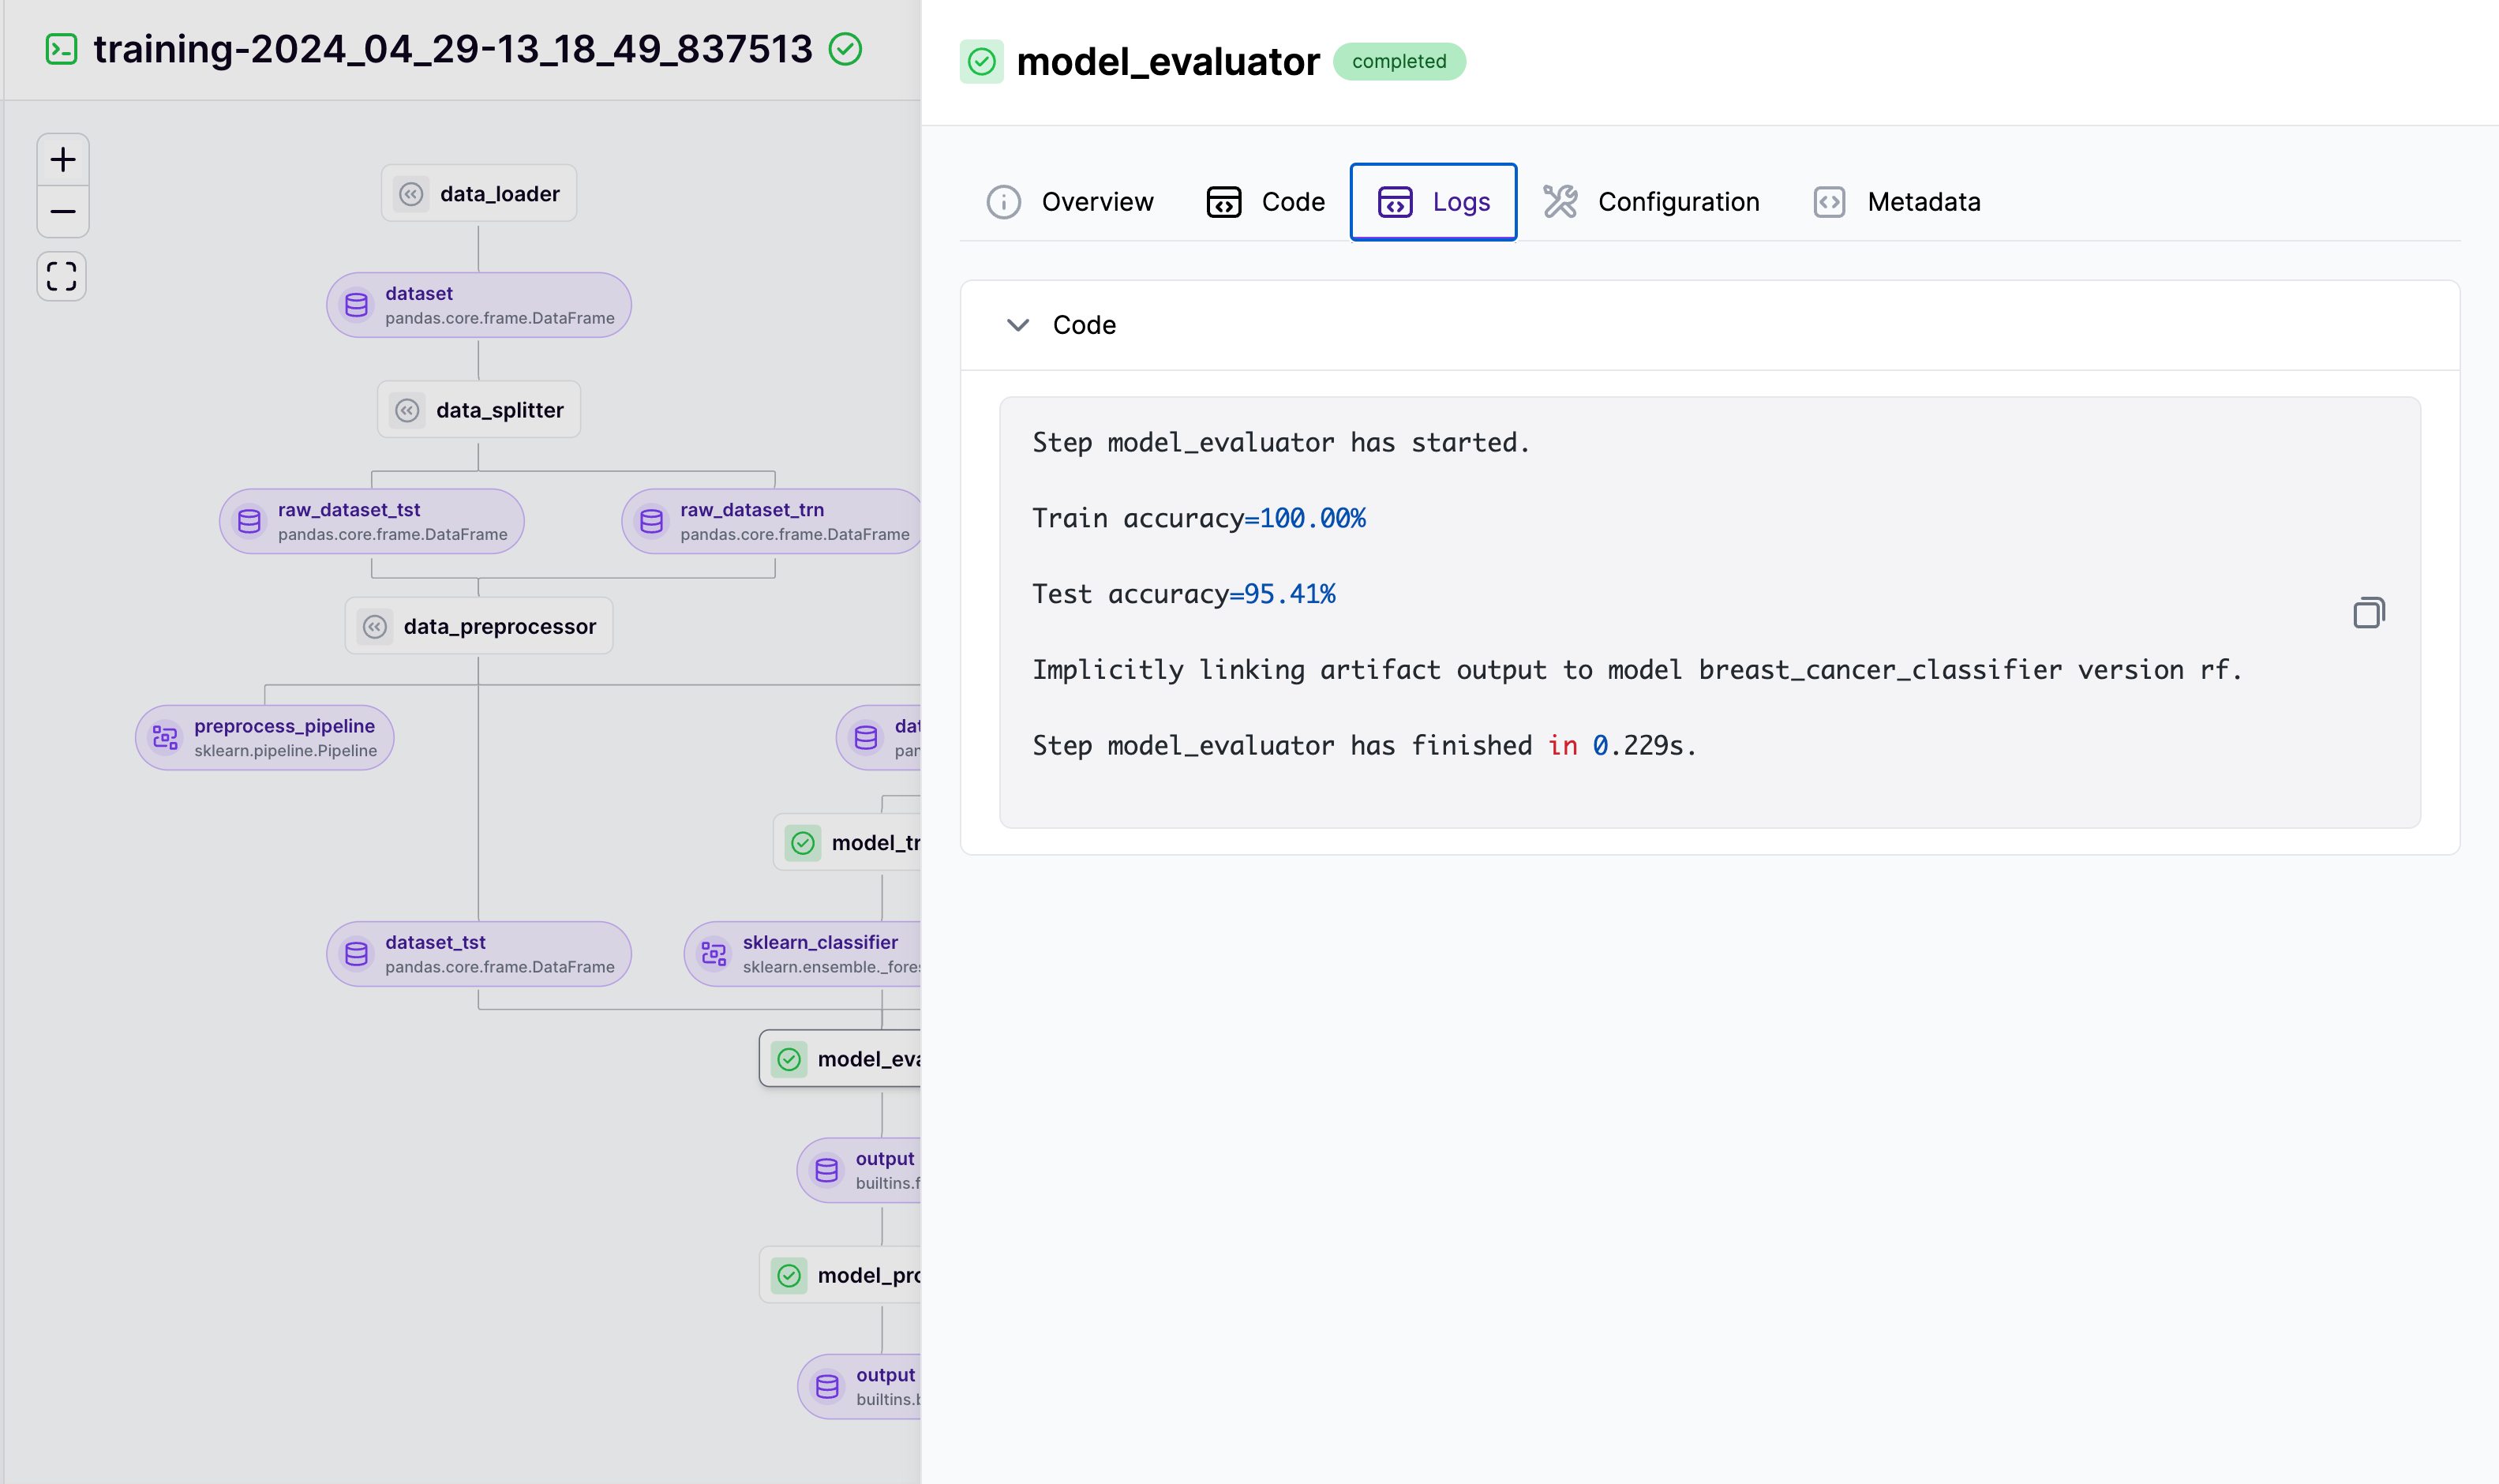 training-2024_04_29-13_18_49_837513
data_loader
dataset
pandas.core.frame.DataFrame
data_splitter
raw_dataset_tst
pandas.core.frame.DataFrame
raw_dataset_trn
pandas.core.frame.DataFrame
data_preprocessor
preprocess_pipeline
sklearn.pipeline.Pipeline
dat
pan
model_tr
dataset_tst
pandas.core.frame.DataFrame
sklearn_classifier
sklearn.ensemble._fores
model_eva
output
builtins.f
model_pro
output
builtins.b
model_evaluator
completed
Overview
Code
Logs
Configuration
Metadata
Code
Step model_evaluator has started.
Train accuracy=100.00%
Test accuracy=95.41%
Implicitly linking artifact output to model breast_cancer_classifier version rf.
Step model_evaluator has finished in 0.229s.